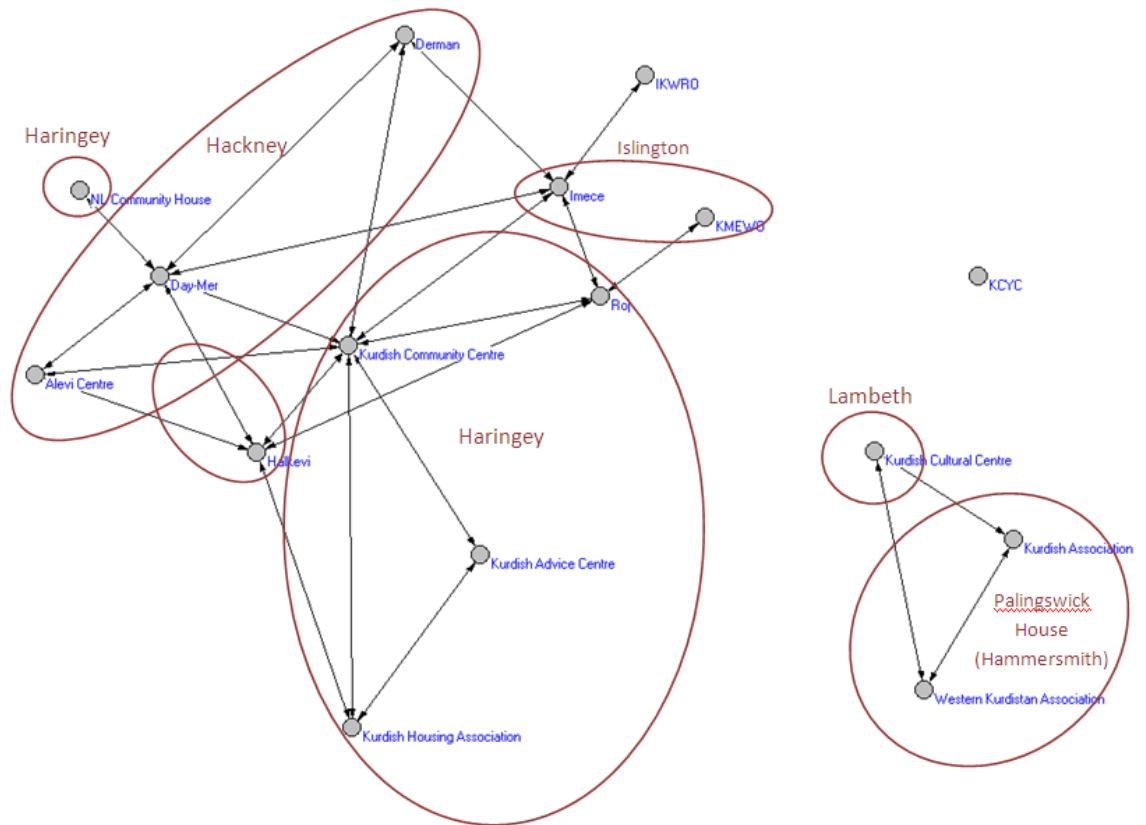 Derman
IKWRO
Haringey
Hackney
Islington
NL Community House
Imece
KMEWO
Day-Mer
KCYC
Roj
Kurdish Community Centre
Alevi Centre
Lambeth
Haringey
Halkevi
Kurdish Cultural Centre
Kurdish Association
Kurdish Advice Centre
Palingswick
House
(Hammersmith)
Western Kurdistan Association
Kurdish Housing Association